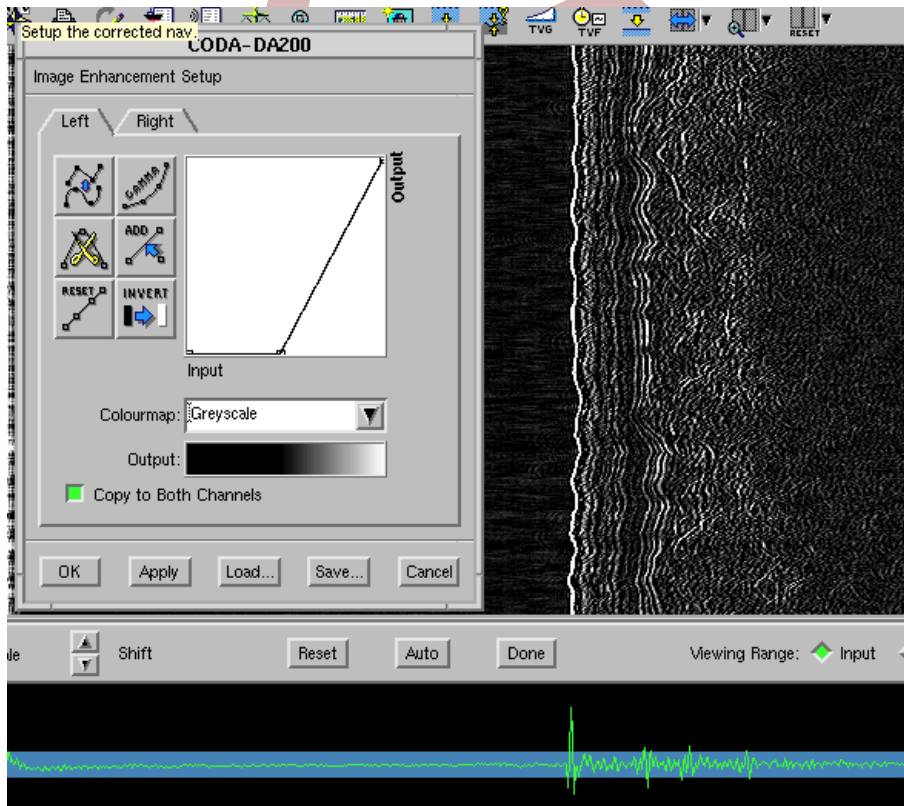 TVG
TVF
RESET
Setup the corrected nav.
CODA-DA200
Image Enhancement Setup
Left
Right
GAMMA
ADD
RESET
INVERT
Output
Input
Colourmap:
Greyscale
Output:
Copy to Both Channels
OK
Apply
Load...
Save...
Cancel
Shift
Reset
Auto
Done
Viewing Range:
Input